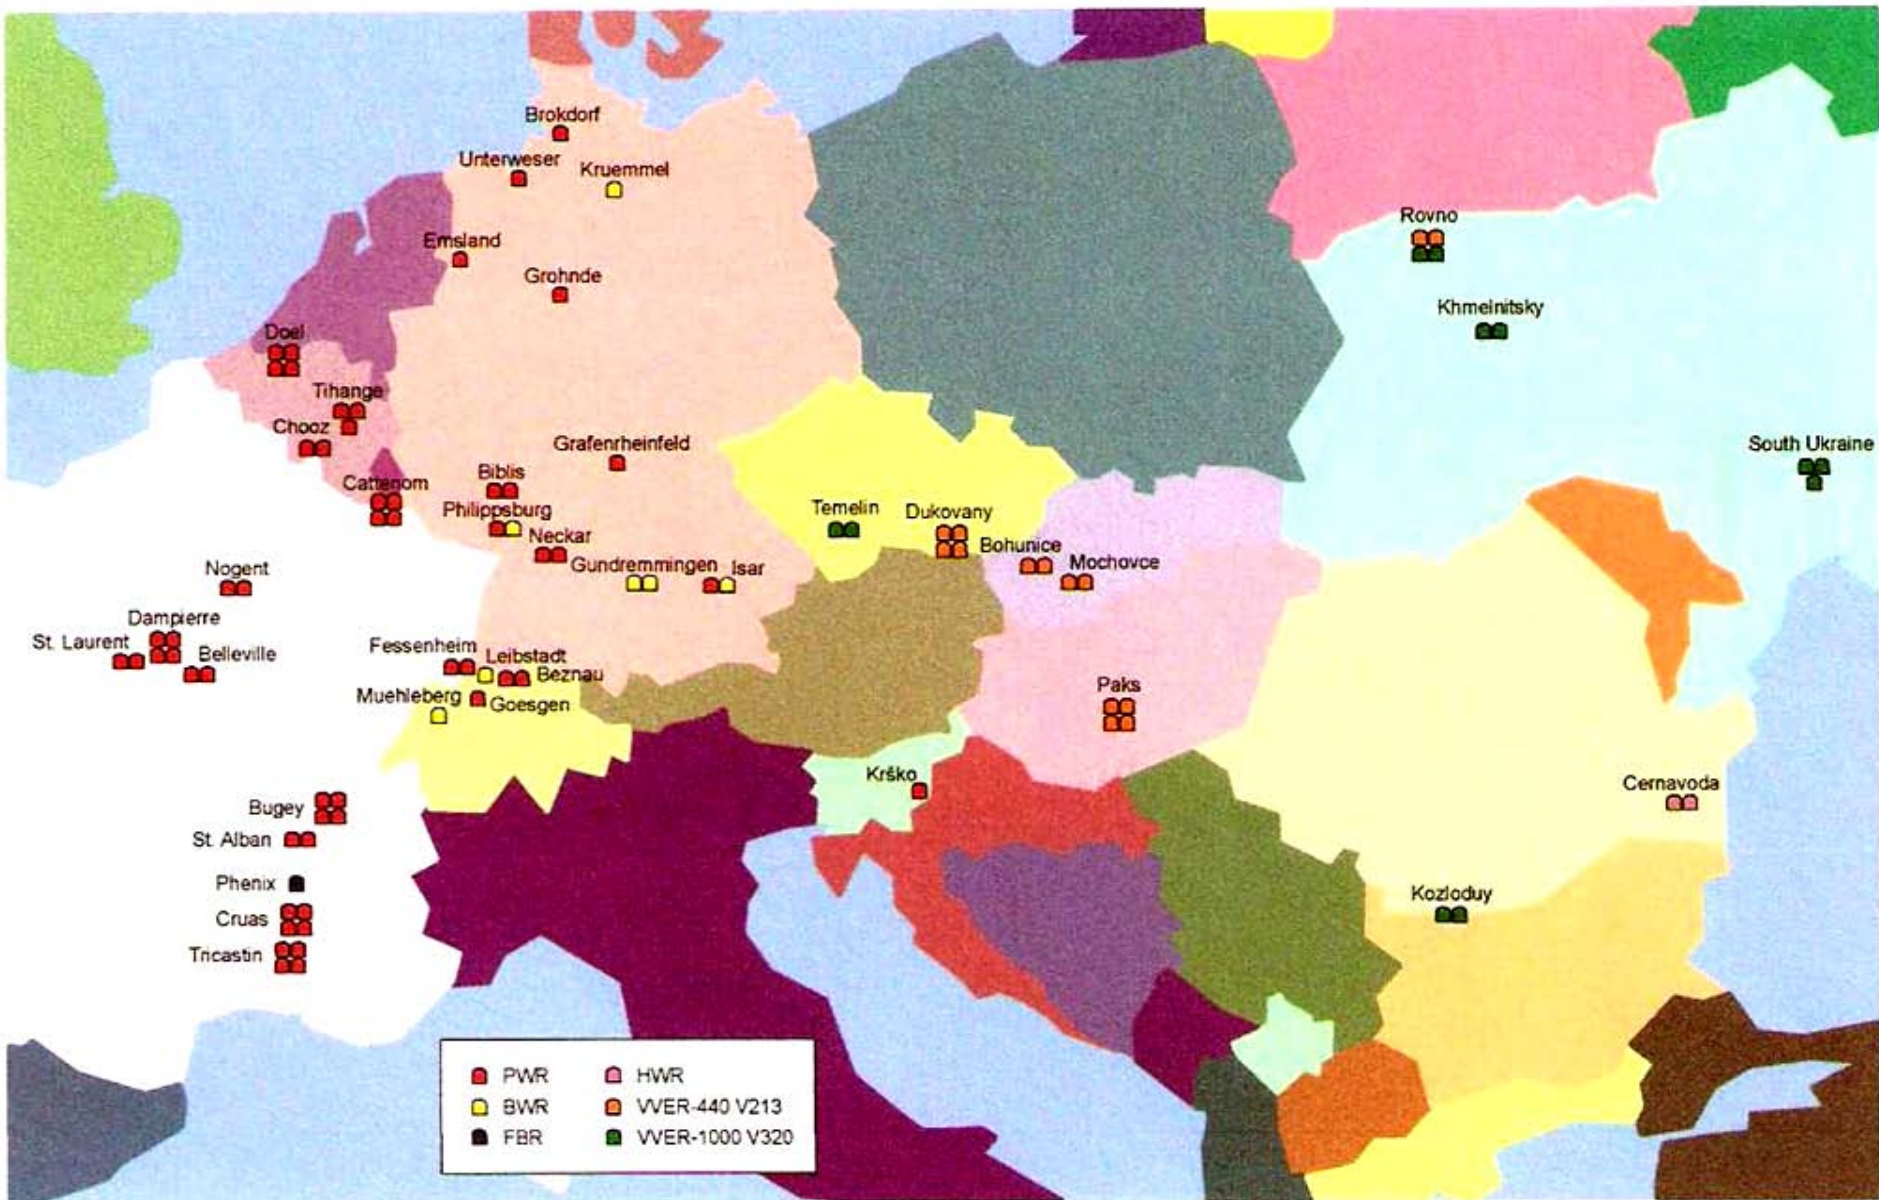 Brokdorf
Unterweser
Kruemmel
Rovno
Emsland
Grohnde
Khmelnitsky
Doel
Tihange
Chooz
Grafenrheinfeld
South Ukraine
Biblis
Cattenom
Philippsburg
Temelin
Dukovany
Neckar
Bohunice
Mochovce
Nogent
Gundremmingen
Isar
Dampierre
St. Laurent
Belleville
Fessenheim
Leibstadt
Beznau
Muehleberg
Goesgen
Paks
Krško
Cernavoda
Bugey
St. Alban
Phenix
Kozloduy
Cruas
Tricastin
PWR
HWR
BWR
VVER-440 V213
FBR
VVER-1000 V320